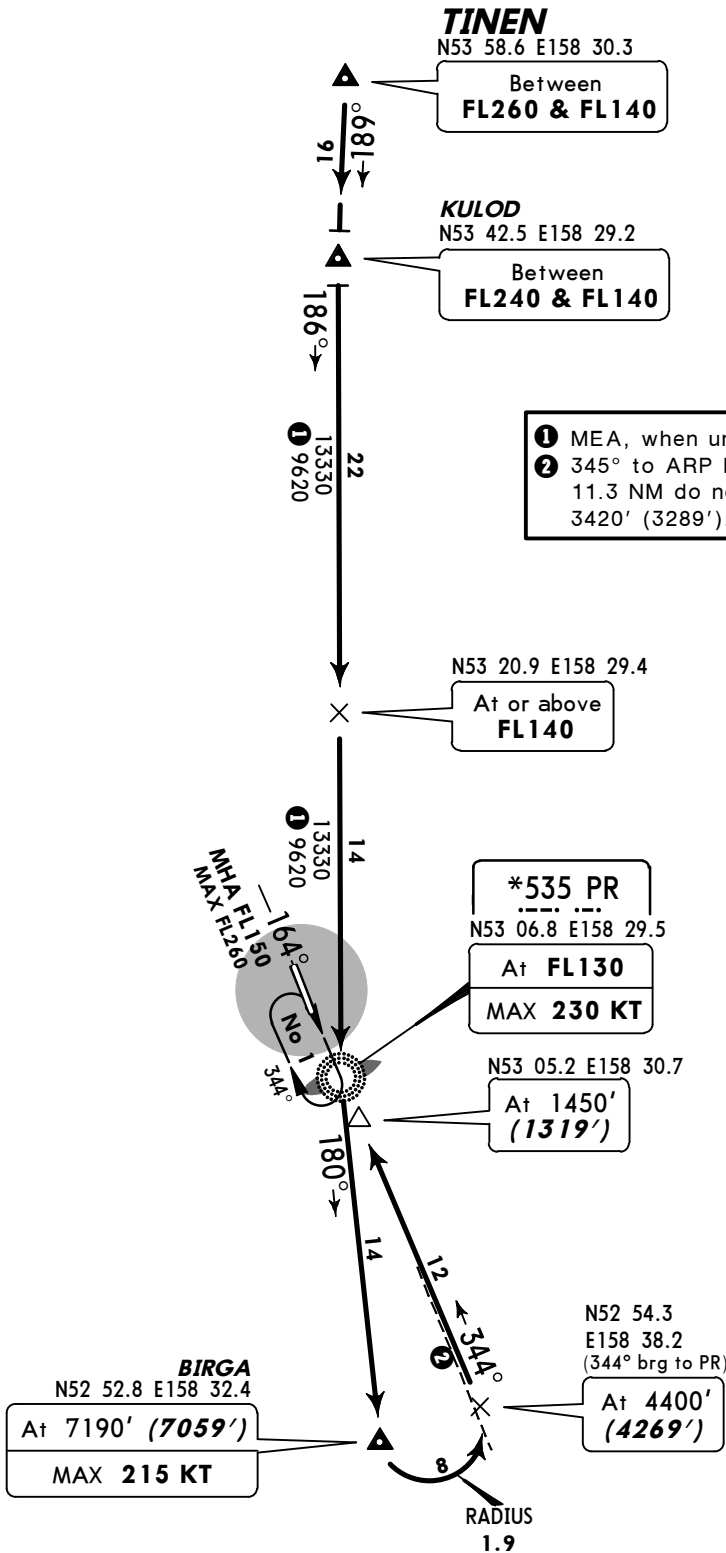 TINEN
N53 58.6 E158 30.3
Between
FL260 & FL140
189°
16
KULOD
N53 42.5 E158 29.2
Between
FL240 & FL140
186°
22
13330
❶ 9620
❶ MEA, when un
❷ 345° to ARP
11.3 NM do n
3420' (3289')
N53 20.9 E158 29.4
At or above
FL140
14
13330
❶ 9620
MHA FL150
MAX FL260
164°
No 1
344°
*535 PR
N53 06.8 E158 29.5
At FL130
MAX 230 KT
N53 05.2 E158 30.7
At 1450'
(1319')
180°
14
12
344°
❷
N52 54.3
E158 38.2
(344° brg to PR)
At 4400'
(4269')
BIRGA
N52 52.8 E158 32.4
At 7190' (7059')
MAX 215 KT
8
RADIUS
1.9